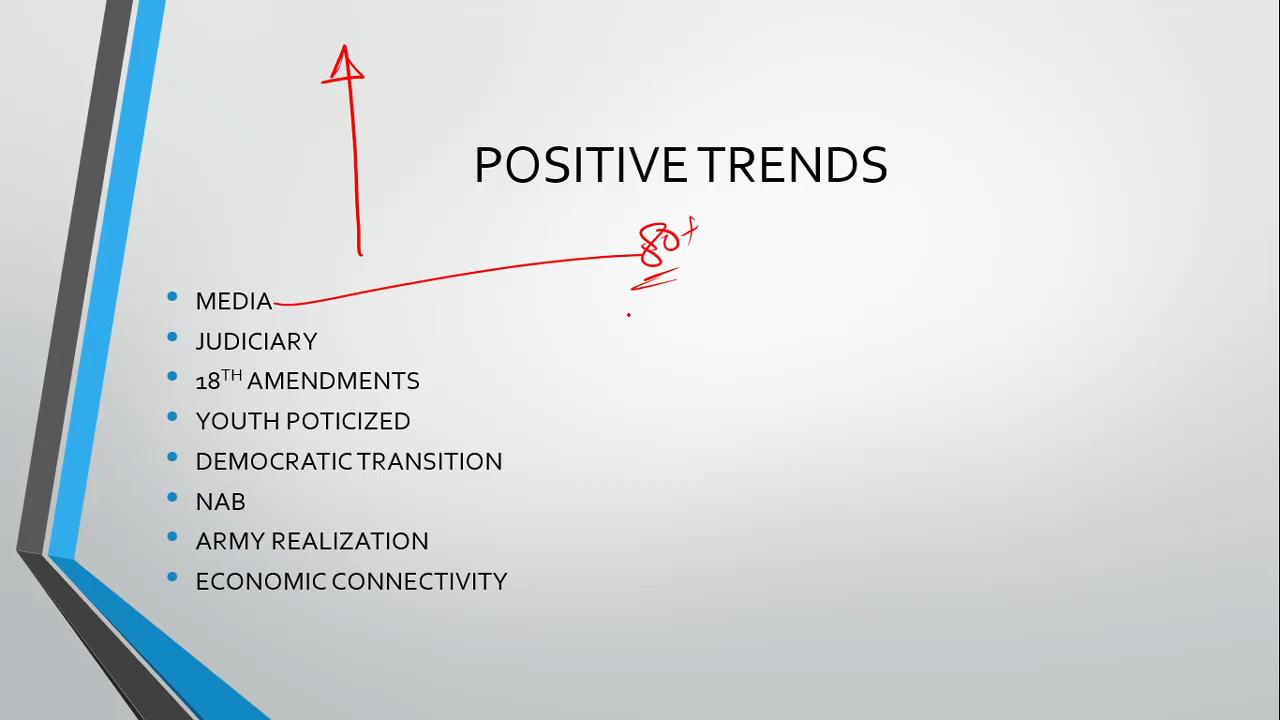 POSITIVE TRENDS
80+
MEDIA
JUDICIARY
18TH AMENDMENTS
YOUTH POTICIZED
DEMOCRATIC TRANSITION
NAB
ARMY REALIZATION
ECONOMIC CONNECTIVITY